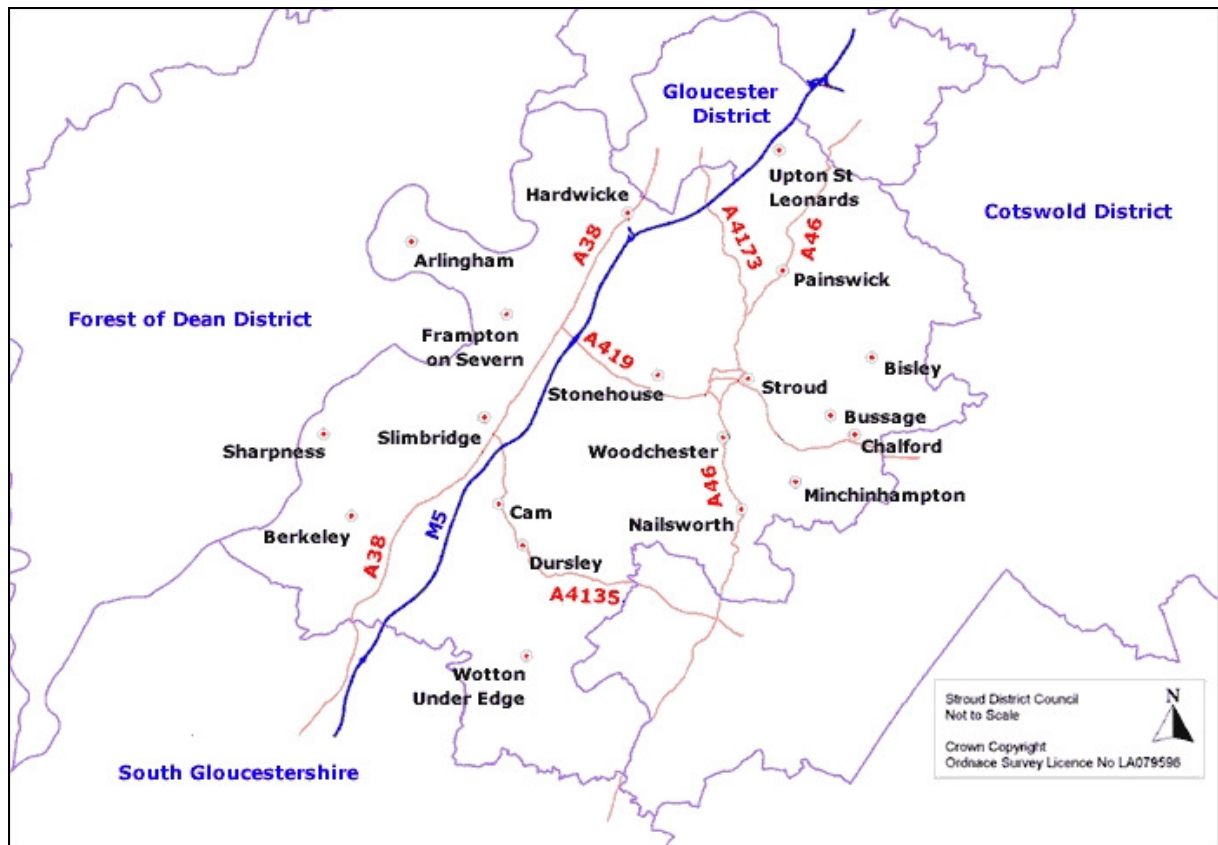 Gloucester
District
Upton St
Leonards
Hardwicke
Cotswold District
A38
A4173
A46
Arlingham
Painswick
Forest of Dean District
Frampton
on Severn
A419
Bisley
Stonehouse
Stroud
Bussage
Slimbridge
Sharpness
Woodchester
Chalford
A46
Minchinhampton
Cam
M5
Nailsworth
Berkeley
A38
Dursley
A4135
Wotton
Under Edge
South Gloucestershire
Stroud District Council
Not to Scale
N
Crown Copyright
Ordnace Survey Licence No LA079596